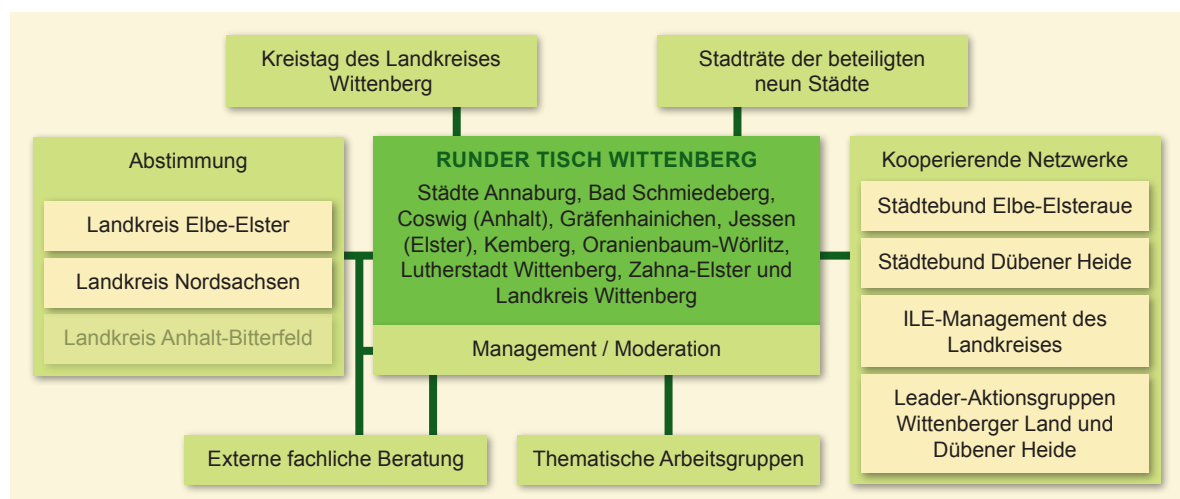 Kreistag des Landkreises
Wittenberg
Stadträte der beteiligten
neun Städte
Abstimmung
Landkreis Elbe-Elster
Landkreis Nordsachsen
Landkreis Anhalt-Bitterfeld
RUNDER TISCH WITTENBERG
Städte Annaburg, Bad Schmiedeberg,
Coswig (Anhalt), Gräfenhainichen, Jessen
(Elster), Kemberg, Oranienbaum-Wörlitz,
Lutherstadt Wittenberg, Zahna-Elster und
Landkreis Wittenberg
Management / Moderation
Kooperierende Netzwerke
Städtebund Elbe-Elsteraue
Städtebund Dübener Heide
ILE-Management des
Landkreises
Leader-Aktionsgruppen
Wittenberger Land und
Dübener Heide
Externe fachliche Beratung
Thematische Arbeitsgruppen